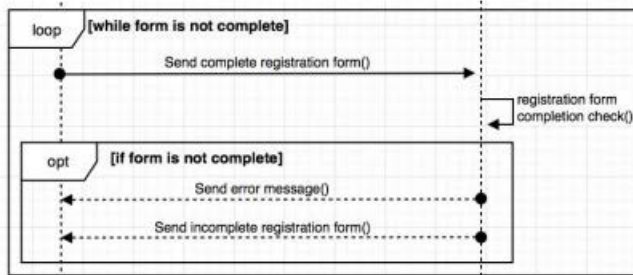 loop
[while form is not complete]
Send complete registration form()
registration form
completion check()
opt
[if form is not complete]
Send error message()
Send incomplete registration form()